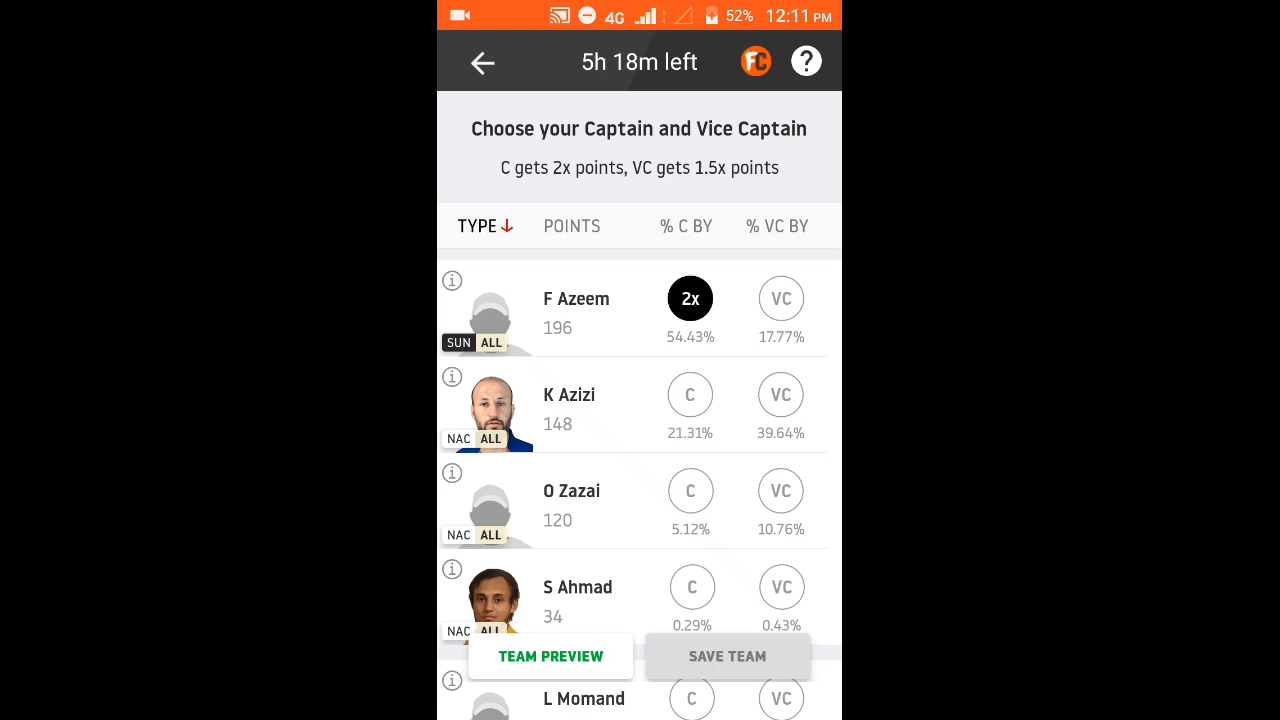 4G 52% 12:11 PM
5h 18m left FC ?
Choose your Captain and Vice Captain
C gets 2x points, VC gets 1.5x points
TYPE POINTS % C BY % VC BY
F Azeem 2x VC
196
SUN ALL 54.43% 17.77%
K Azizi C VC
148
NAC ALL 21.31% 39.64%
O Zazai C VC
120
NAC ALL 5.12% 10.76%
S Ahmad C VC
34
NAC ALL 0.29% 0.43%
TEAM PREVIEW SAVE TEAM
L Momand C VC